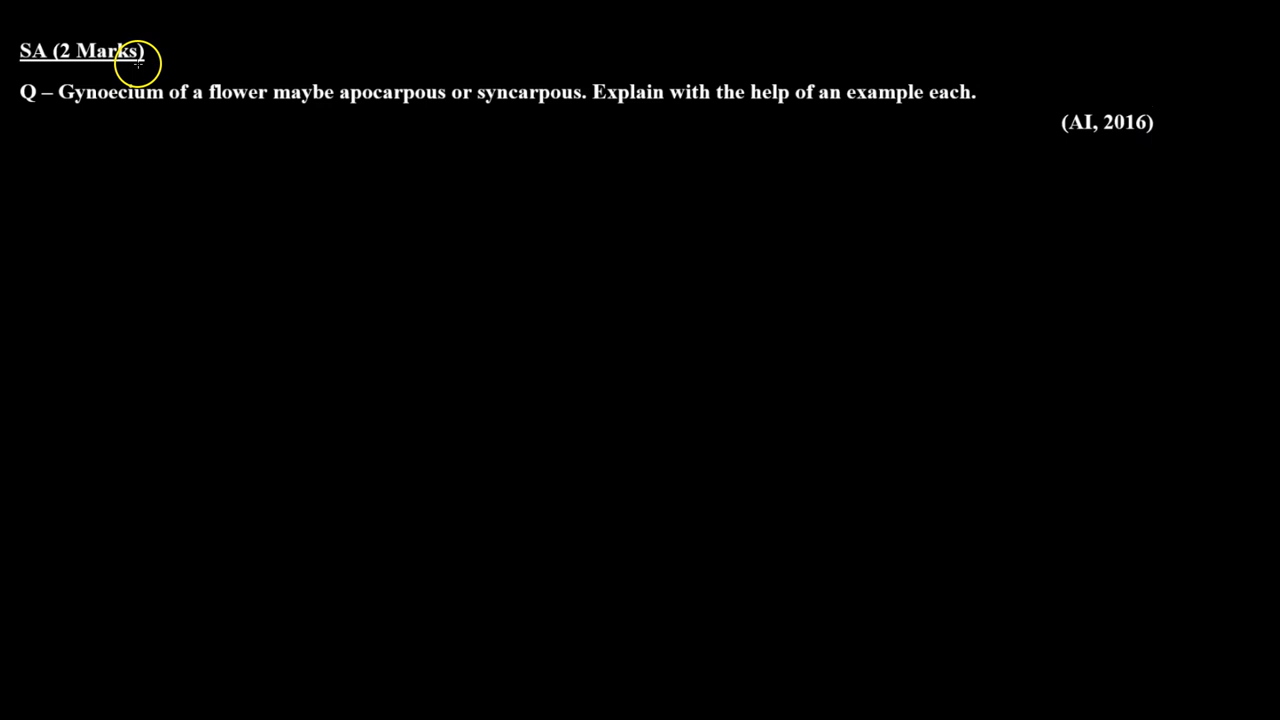 SA (2 Marks)
Q – Gynoecium of a flower maybe apocarpous or syncarpous. Explain with the help of an example each.
(AI, 2016)